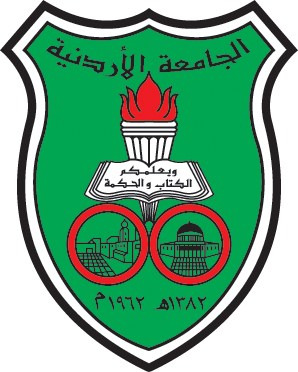 الجامعة الأردنية
ويعلمكم
الكتاب والحكمة
١٣٨٢هـ ١٩٦٢م